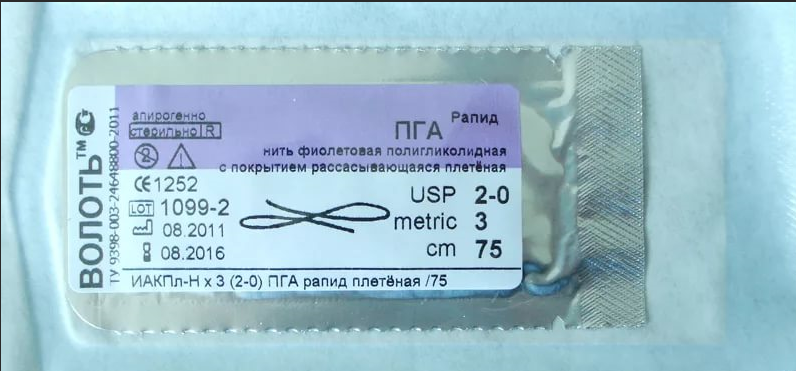 ВОЛОТЬ™
ТУ 9398-003-24648800-2011
апирогенно
стерильно R
Рапид
ПГА
нить фиолетовая полигликолидная
с покрытием рассасывающаяся плетёная
CE 1252
LOT 1099-2
08.2011
08.2016
USP 2-0
metric 3
cm 75
ИАКПл-Н х 3 (2-0) ПГА рапид плетёная /75